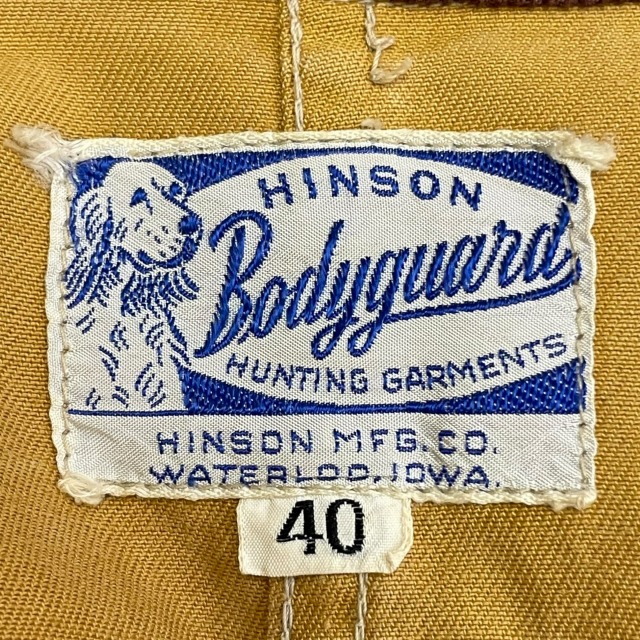 HINSON
Bodyguard
HUNTING GARMENTS
HINSON MFG. CO.
WATERLOO, IOWA.
40